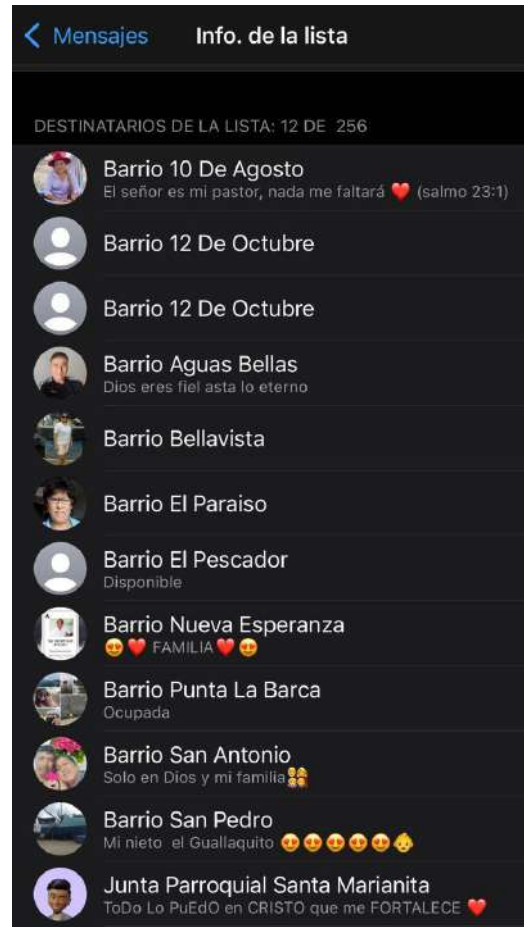 Mensajes Info. de la lista
DESTINATARIOS DE LA LISTA: 12 DE 256
Barrio 10 De Agosto
El señor es mi pastor, nada me faltará ❤️ (salmo 23:1)
Barrio 12 De Octubre
Barrio 12 De Octubre
Barrio Aguas Bellas
Dios eres fiel asta lo eterno
Barrio Bellavista
Barrio El Paraiso
Barrio El Pescador
Disponible
Barrio Nueva Esperanza
😍❤️ FAMILIA❤️😍
Barrio Punta La Barca
Ocupada
Barrio San Antonio
Solo en Dios y mi familia👨‍👩‍👧‍👦
Barrio San Pedro
Mi nieto el Guallaquito 😍😍😍😍😍👶
Junta Parroquial Santa Marianita
ToDo Lo PuEdO en CRISTO que me FORTALECE ❤️